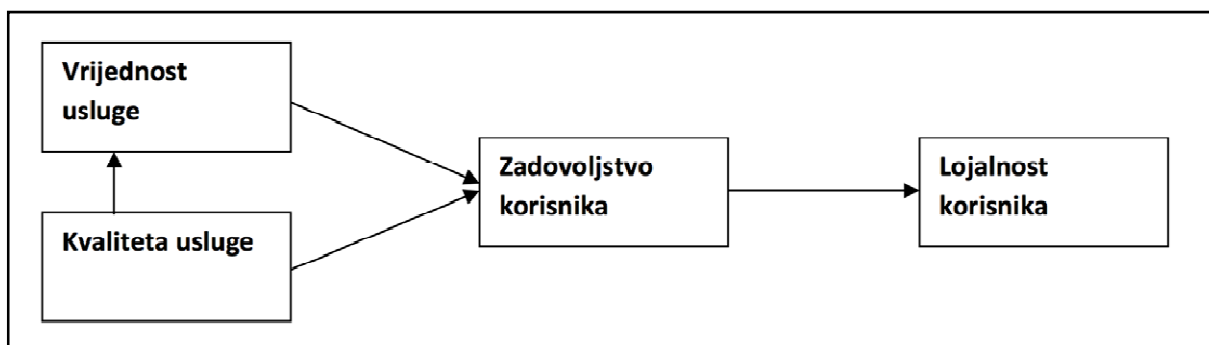 Vrijednost
usluge
Kvaliteta usluge
Zadovoljstvo
korisnika
Lojalnost
korisnika